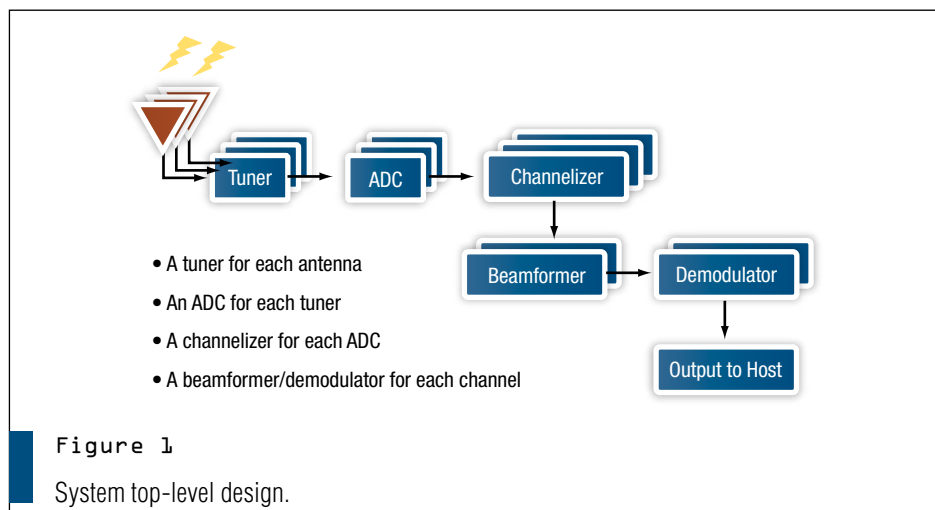 Tuner
ADC
Channelizer
Beamformer
Demodulator
Output to Host
• A tuner for each antenna
• An ADC for each tuner
• A channelizer for each ADC
• A beamformer/demodulator for each channel
Figure 1
System top-level design.